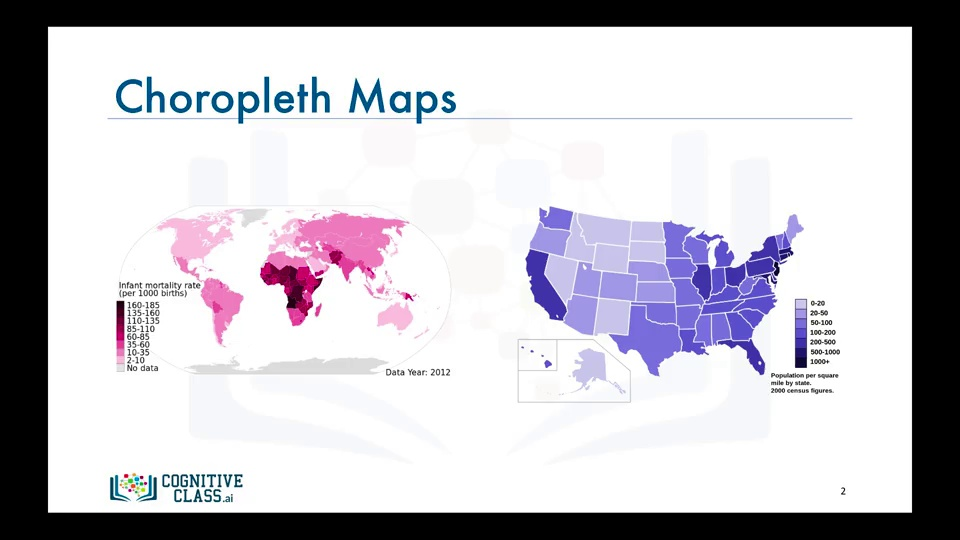 Choropleth Maps
Infant mortality rate
(per 1000 births)
160-185
135-160
110-135
85-110
60-85
35-60
10-35
2-10
No data
Data Year: 2012
0-20
20-50
50-100
100-200
200-500
500-1000
1000+
Population per square
mile by state.
2000 census figures.
COGNITIVE
CLASS.ai
2